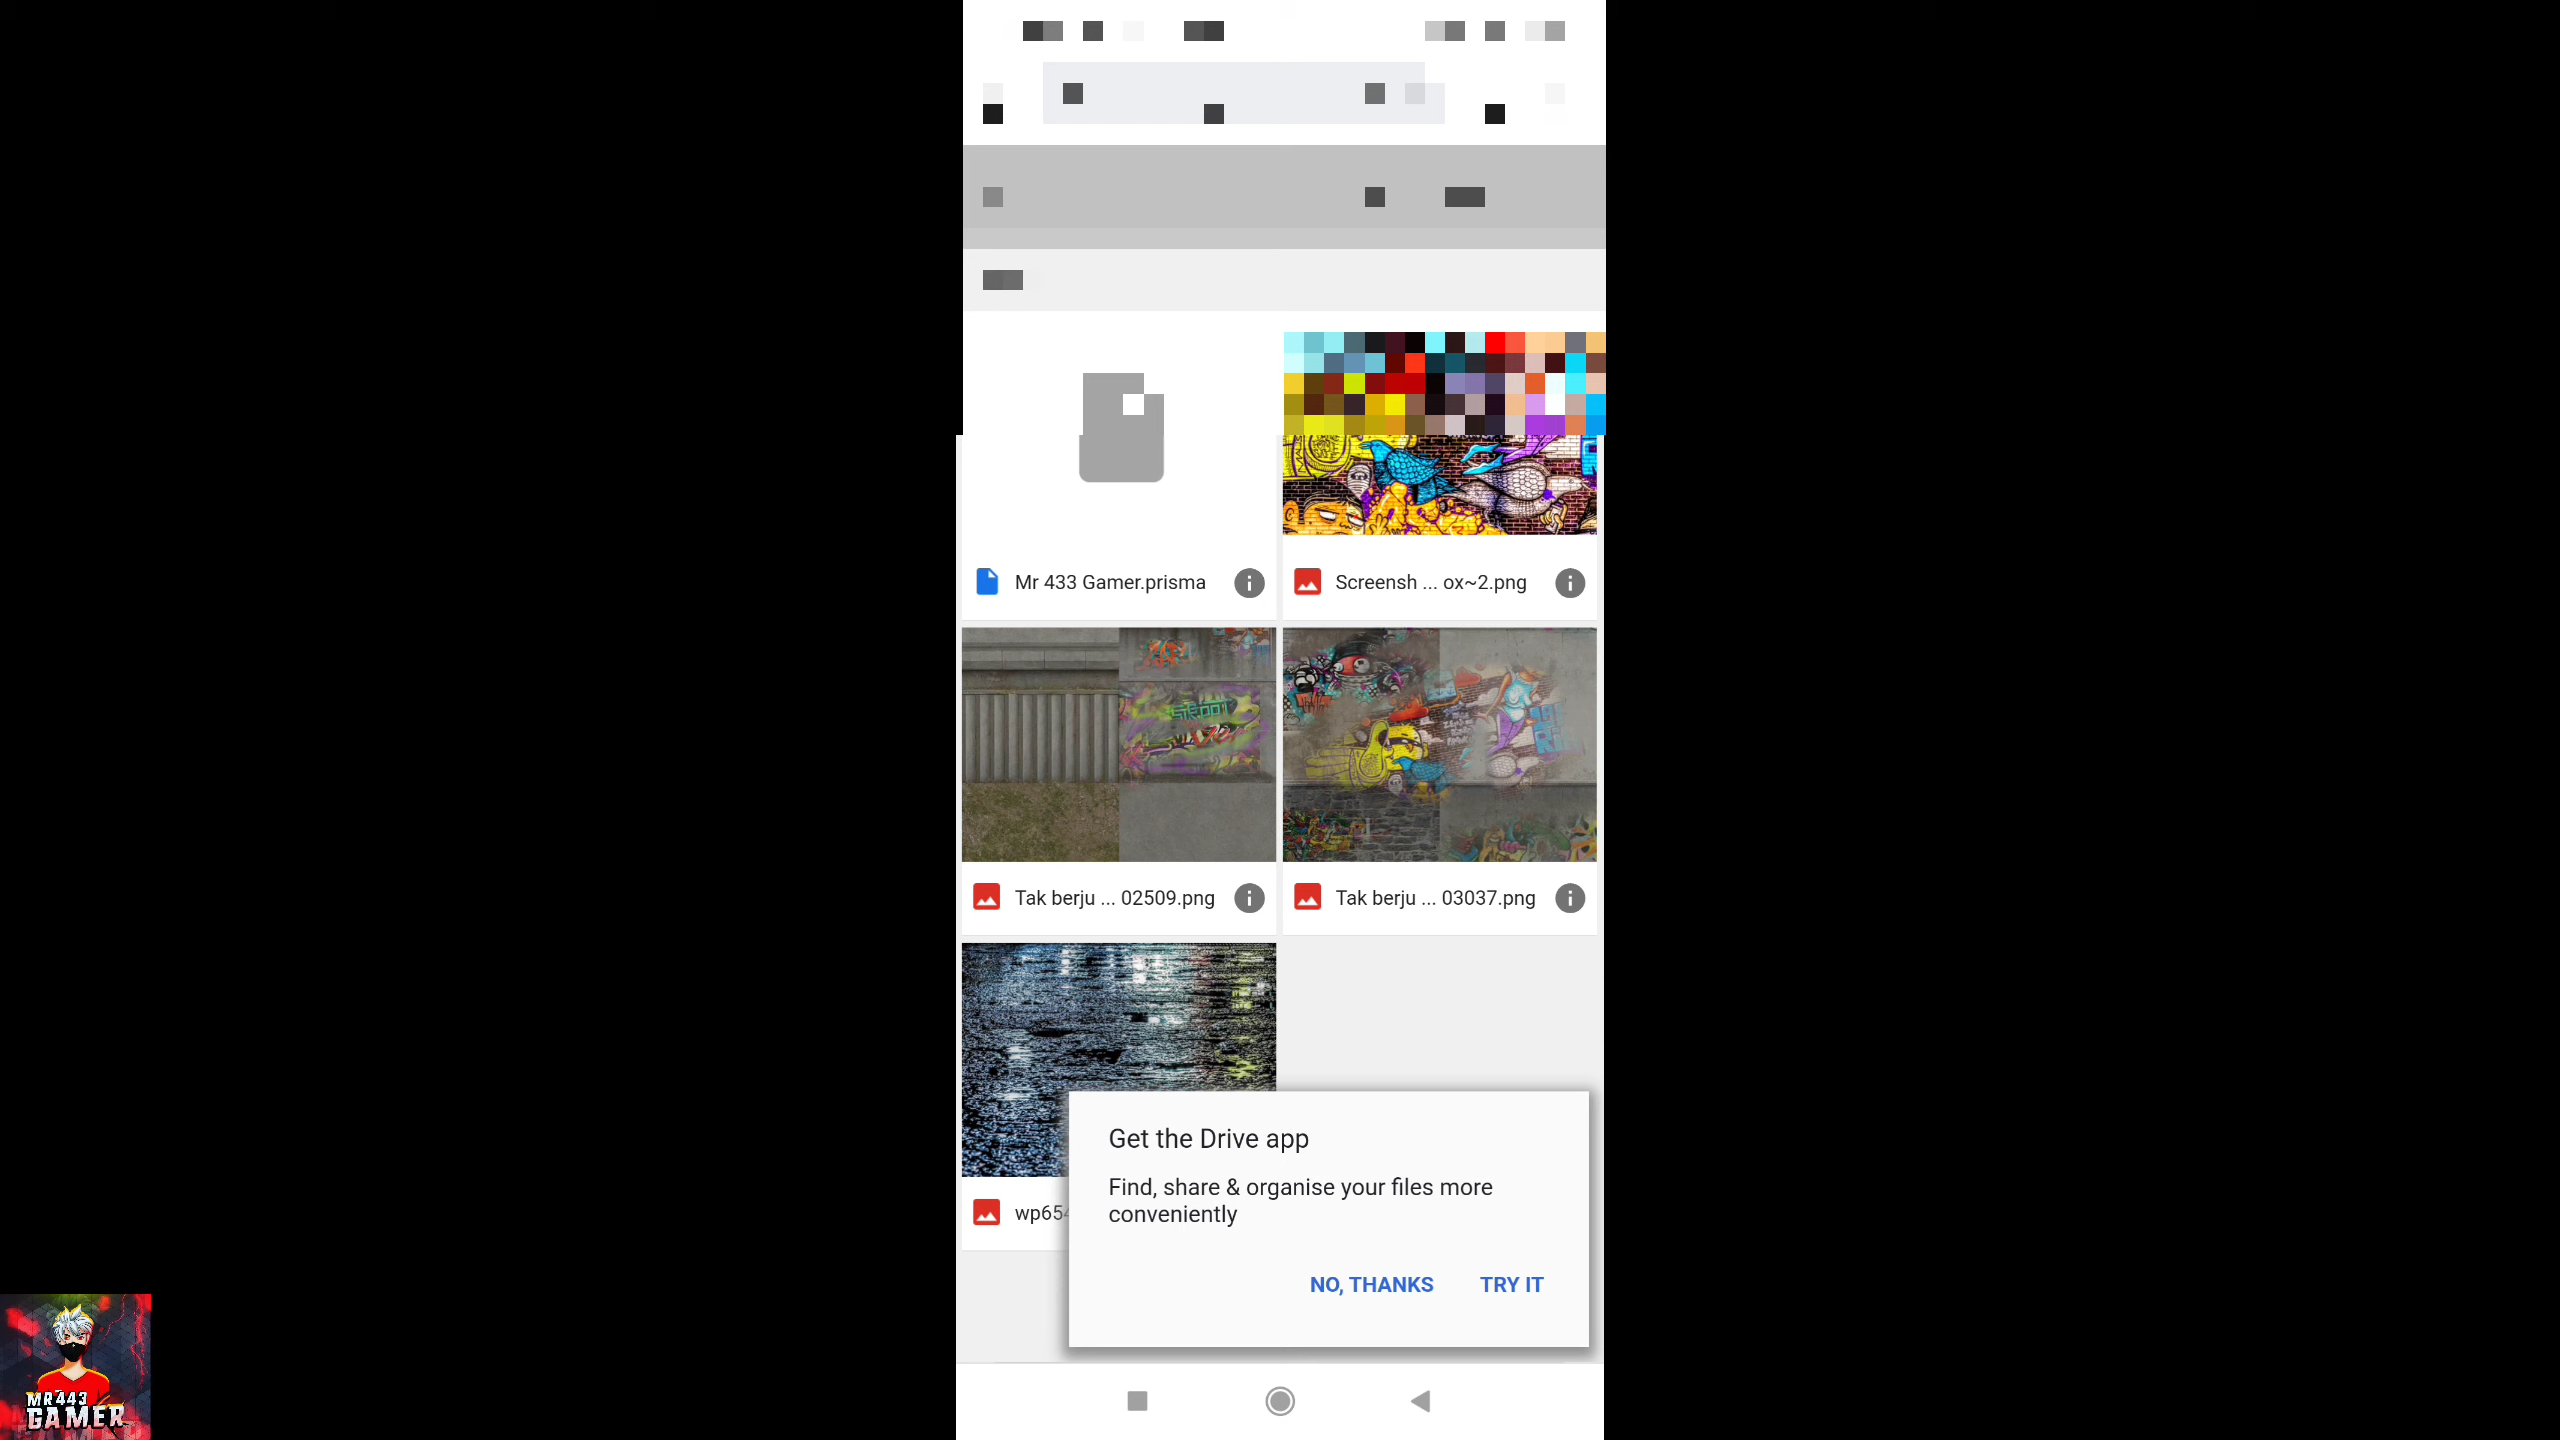 Mr 433 Gamer.prisma
Screensh ... ox~2.png
Tak berju ... 02509.png
Tak berju ... 03037.png
wp654
Get the Drive app
Find, share & organise your files more
conveniently
NO, THANKS
TRY IT
MR443
GAMER